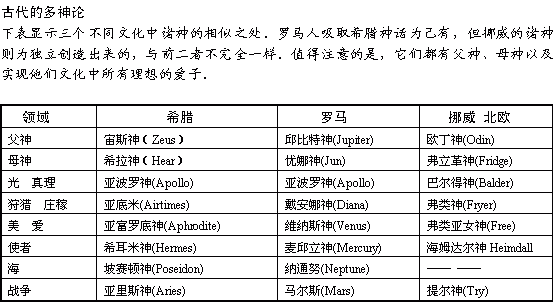 古代的多神论
下表显示三个不同文化中诸神的相似之处．罗马人吸取希腊神话为己有，但挪威的诸神
则为独立创造出来的，与前二者不完全一样．值得注意的是，它们都有父神、母神以及
实现他们文化中所有理想的爱子．
领域 希腊 罗马 挪威 北欧
父神 宙斯神（Zeus） 邱比特神(Jupiter) 欧丁神(Odin)
母神 希拉神（Hear） 忧娜神(Jun) 弗立革神(Fridge)
光 真理 亚波罗神(Apollo) 亚波罗神(Apollo) 巴尔得神(Balder)
狩猎 庄稼 亚底米(Airtimes) 戴安娜神(Diana) 弗类神(Fryer)
美 爱 亚富罗底神(Aphrodite) 维纳斯神(Venus) 弗类亚女神(Free)
使者 希耳米神(Hermes) 麦邱立神(Mercury) 海姆达尔神 Heimdall
海 坡赛顿神(Poseidon) 纳通努(Neptune) —— ——
战争 亚里斯神(Aries) 马尔斯(Mars) 提尔神(Try)